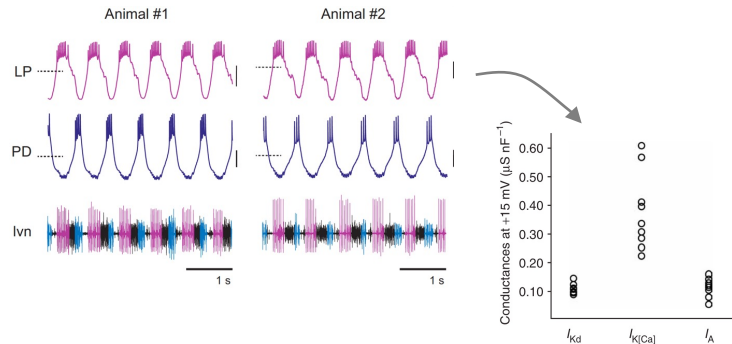 Animal #1
Animal #2
LP
PD
lvn
1 s
1 s
Conductances at +15 mV (µS nF⁻¹)
0.60
0.50
0.40
0.30
0.20
0.10
I_Kd
I_K[Ca]
I_A